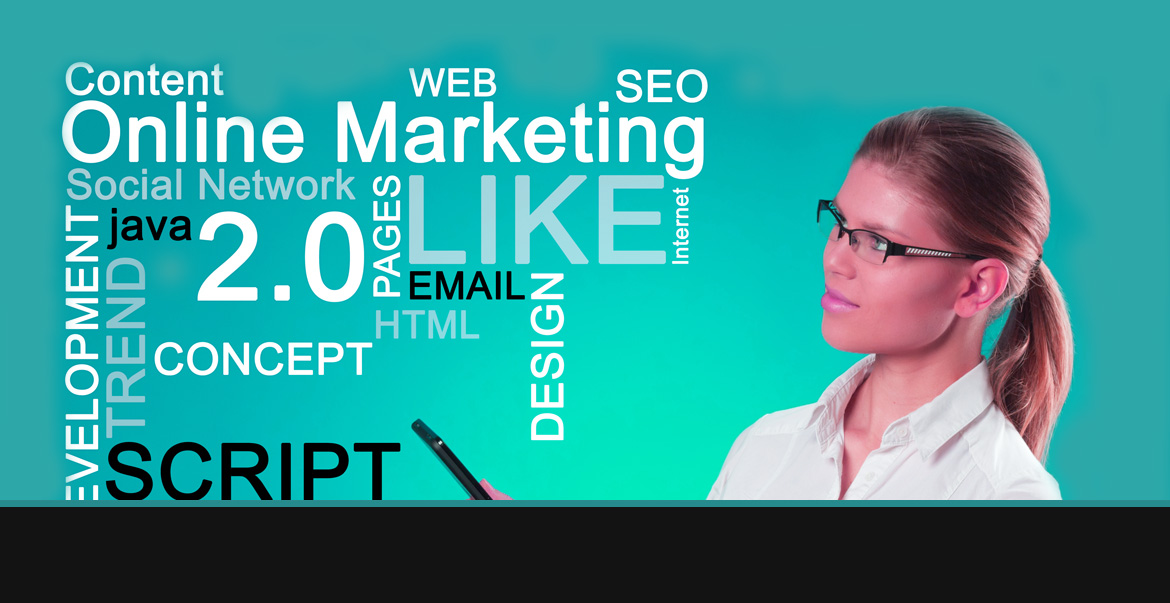 Content
WEB
SEO
Online Marketing
Social Network
java
2.0
PAGES
LIKE
Internet
EVELOPMENT
TREND
EMAIL
HTML
DESIGN
CONCEPT
SCRIPT